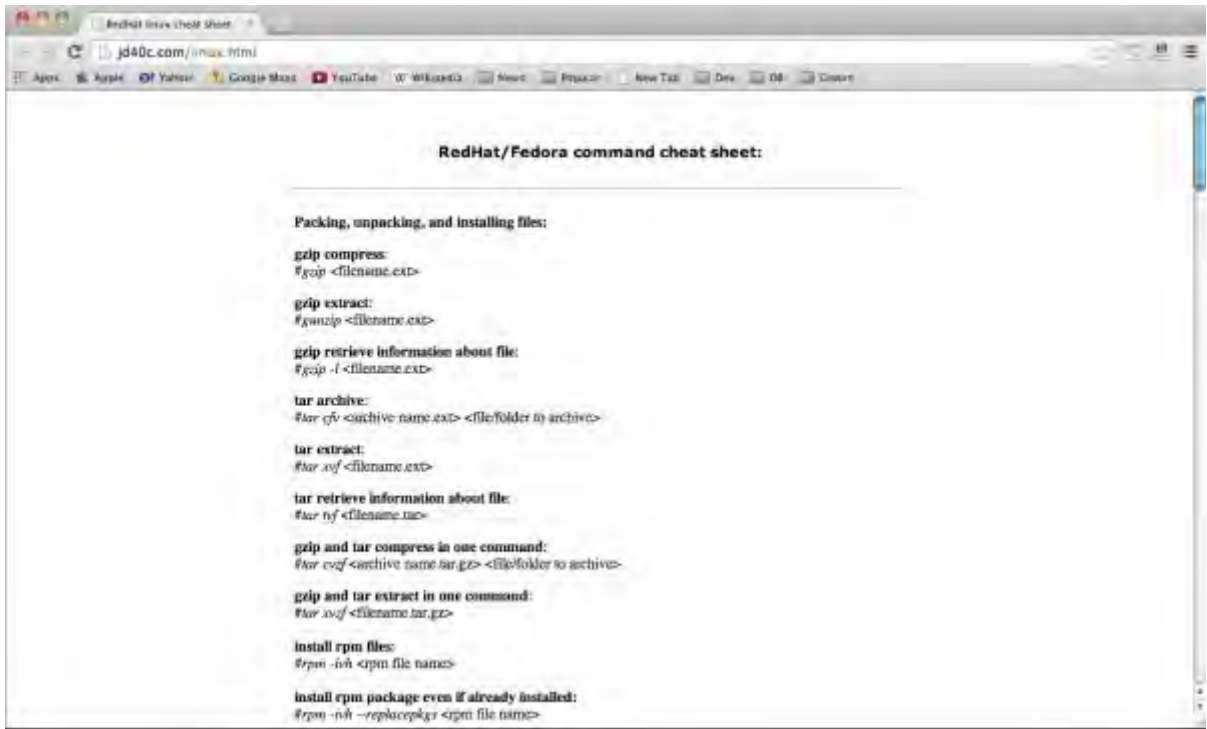 RedHat linux cheat sheet
jd40c.com/linux.html
Apps Apple Yahoo! Google Maps YouTube Wikipedia News Popular New Tab Dev DB
RedHat/Fedora command cheat sheet:
Packing, unpacking, and installing files:
gzip compress:
#gzip <filename.ext>
gzip extract:
#gunzip <filename.ext>
gzip retrieve information about file:
#gzip -l <filename.ext>
tar archive:
#tar cfv <archive name.ext> <file/folder to archive>
tar extract:
#tar xvf <filename.ext>
tar retrieve information about file:
#tar tvf <filename.tar>
gzip and tar compress in one command:
#tar cvzf <archive name.tar.gz> <file/folder to archive>
gzip and tar extract in one command:
#tar xvzf <filename.tar.gz>
install rpm files:
#rpm -ivh <rpm file name>
install rpm package even if already installed:
#rpm -ivh --replacepkgs <rpm file name>